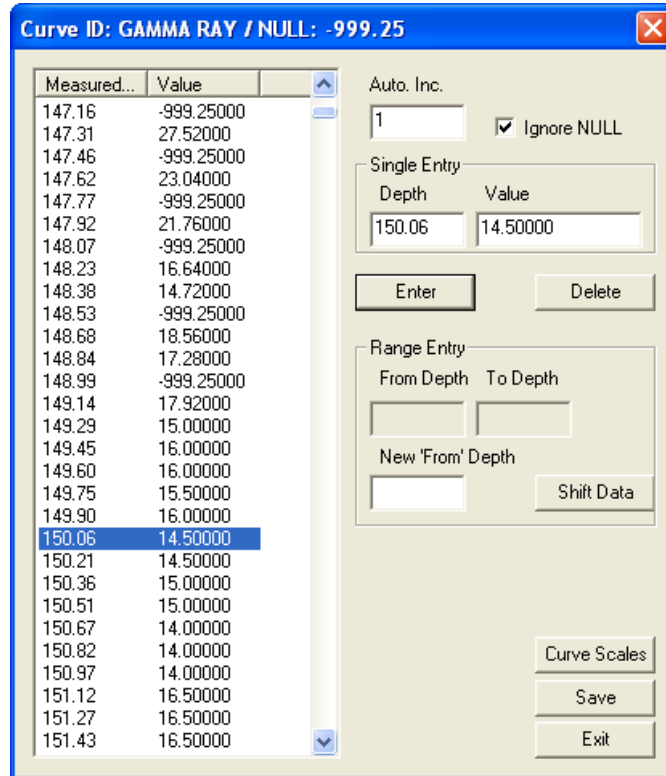 Curve ID: GAMMA RAY / NULL: -999.25
Measured... Value
147.16 -999.25000
147.31 27.52000
147.46 -999.25000
147.62 23.04000
147.77 -999.25000
147.92 21.76000
148.07 -999.25000
148.23 16.64000
148.38 14.72000
148.53 -999.25000
148.68 18.56000
148.84 17.28000
148.99 -999.25000
149.14 17.92000
149.29 15.00000
149.45 16.00000
149.60 16.00000
149.75 15.50000
149.90 16.00000
150.06 14.50000
150.21 14.50000
150.36 15.00000
150.51 15.00000
150.67 14.00000
150.82 14.00000
150.97 14.00000
151.12 16.50000
151.27 16.50000
151.43 16.50000
Auto. Inc.
1 Ignore NULL
Single Entry
Depth Value
150.06 14.50000
Enter Delete
Range Entry
From Depth To Depth
New 'From' Depth
Shift Data
Curve Scales
Save
Exit